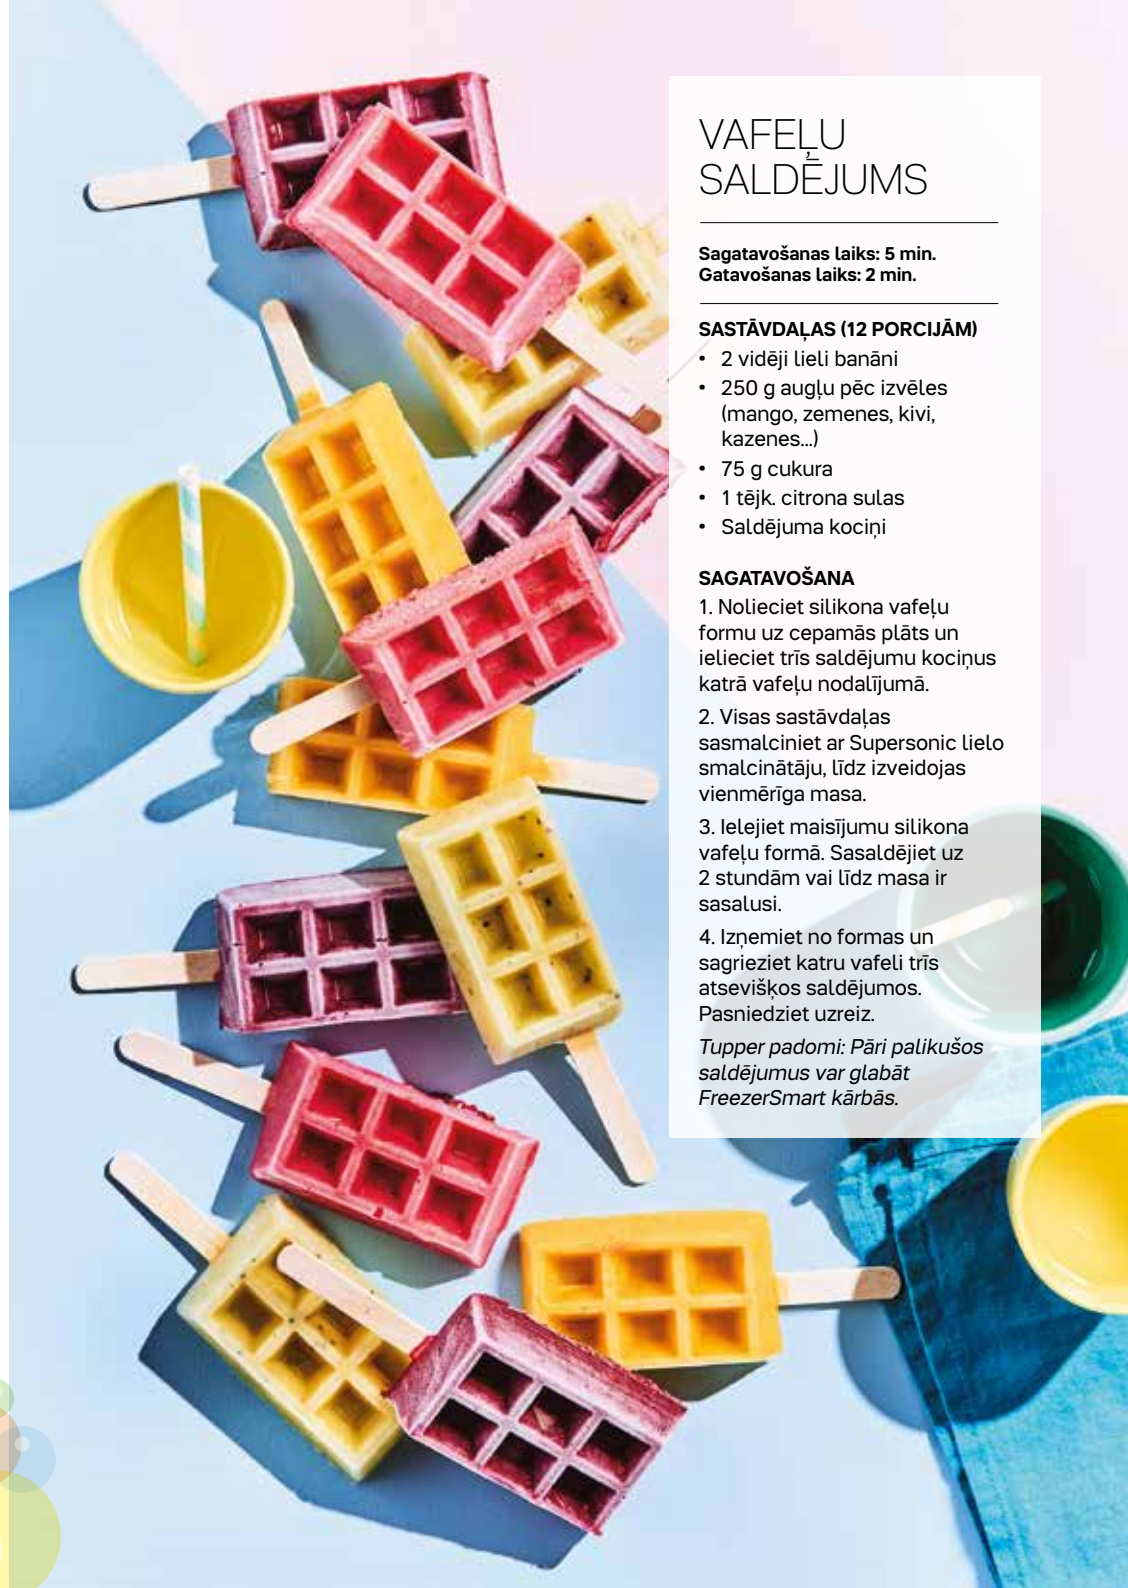 VAFEĻU
SALDĒJUMS
Sagatavošanas laiks: 5 min.
Gatavošanas laiks: 2 min.
SASTĀVDAĻAS (12 PORCIJĀM)
• 2 vidēji lieli banāni
• 250 g augļu pēc izvēles
(mango, zemenes, kivi,
kazenes...)
• 75 g cukura
• 1 tējk. citrona sulas
• Saldējuma kociņi
SAGATAVOŠANA
1. Nolieciet silikona vafeļu
formu uz cepamās plāts un
ielieciet trīs saldējumu kociņus
katrā vafeļu nodalījumā.
2. Visas sastāvdaļas
sasmalciniet ar Supersonic lielo
smalcinātāju, līdz izveidojas
vienmērīga masa.
3. Ielejiet maisījumu silikona
vafeļu formā. Sasaldējiet uz
2 stundām vai līdz masa ir
sasalusi.
4. Izņemiet no formas un
sagrieziet katru vafeli trīs
atsevišķos saldējumos.
Pasniedziet uzreiz.
Tupper padomi: Pāri palikušos
saldējumus var glabāt
FreezerSmart kārbās.